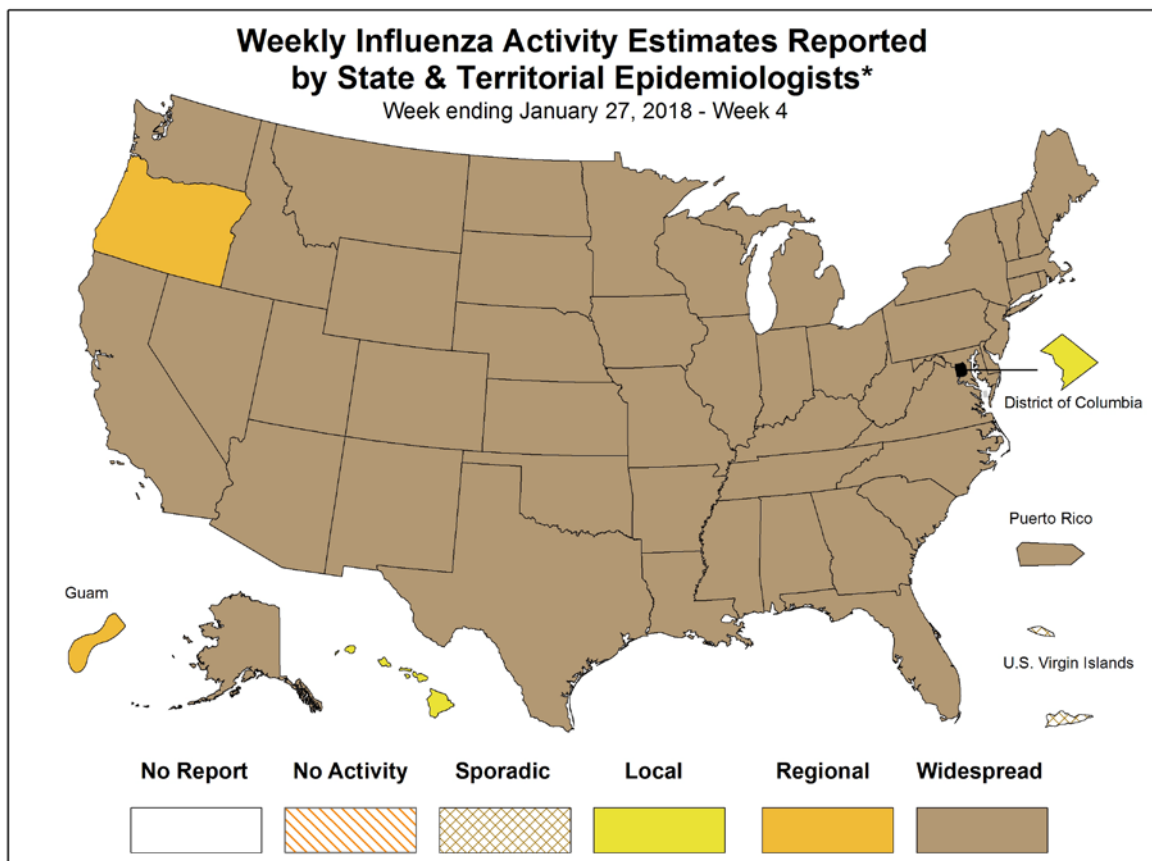 Weekly Influenza Activity Estimates Reported
by State & Territorial Epidemiologists*
Week ending January 27, 2018 - Week 4
District of Columbia
Puerto Rico
Guam
U.S. Virgin Islands
No Report
No Activity
Sporadic
Local
Regional
Widespread